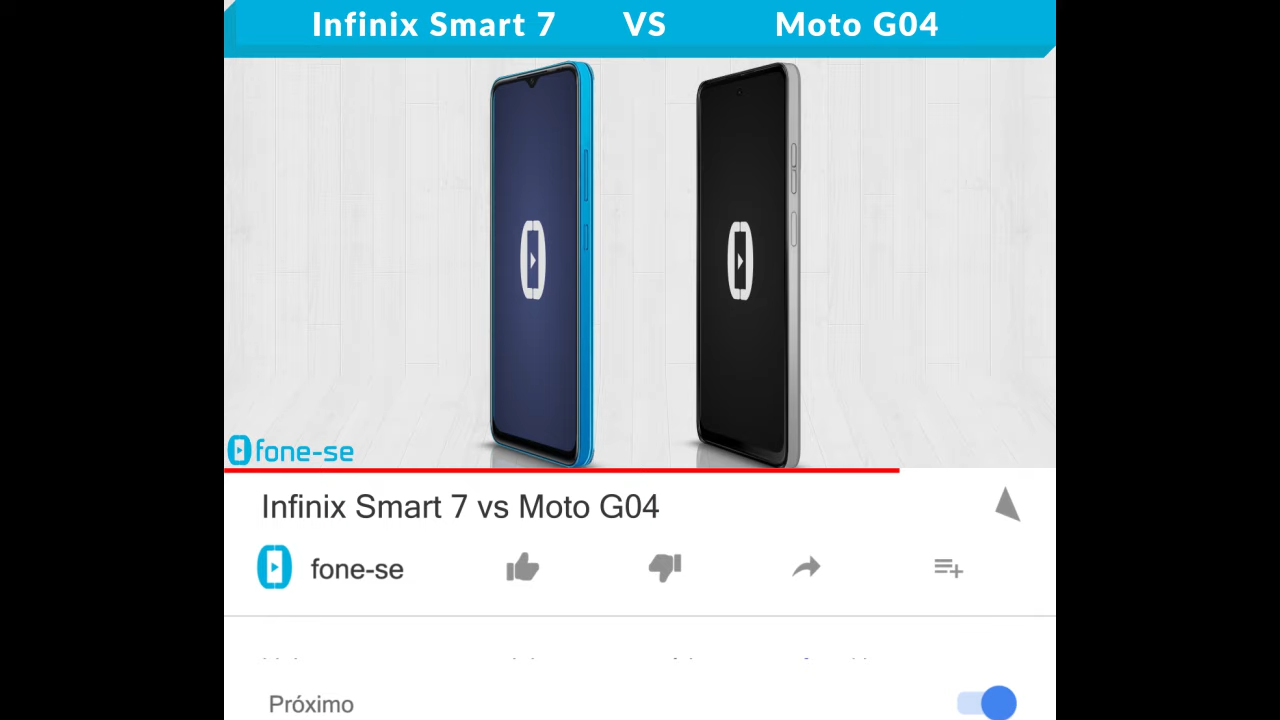 Infinix Smart 7 VS Moto G04
fone-se
Infinix Smart 7 vs Moto G04
fone-se
Próximo